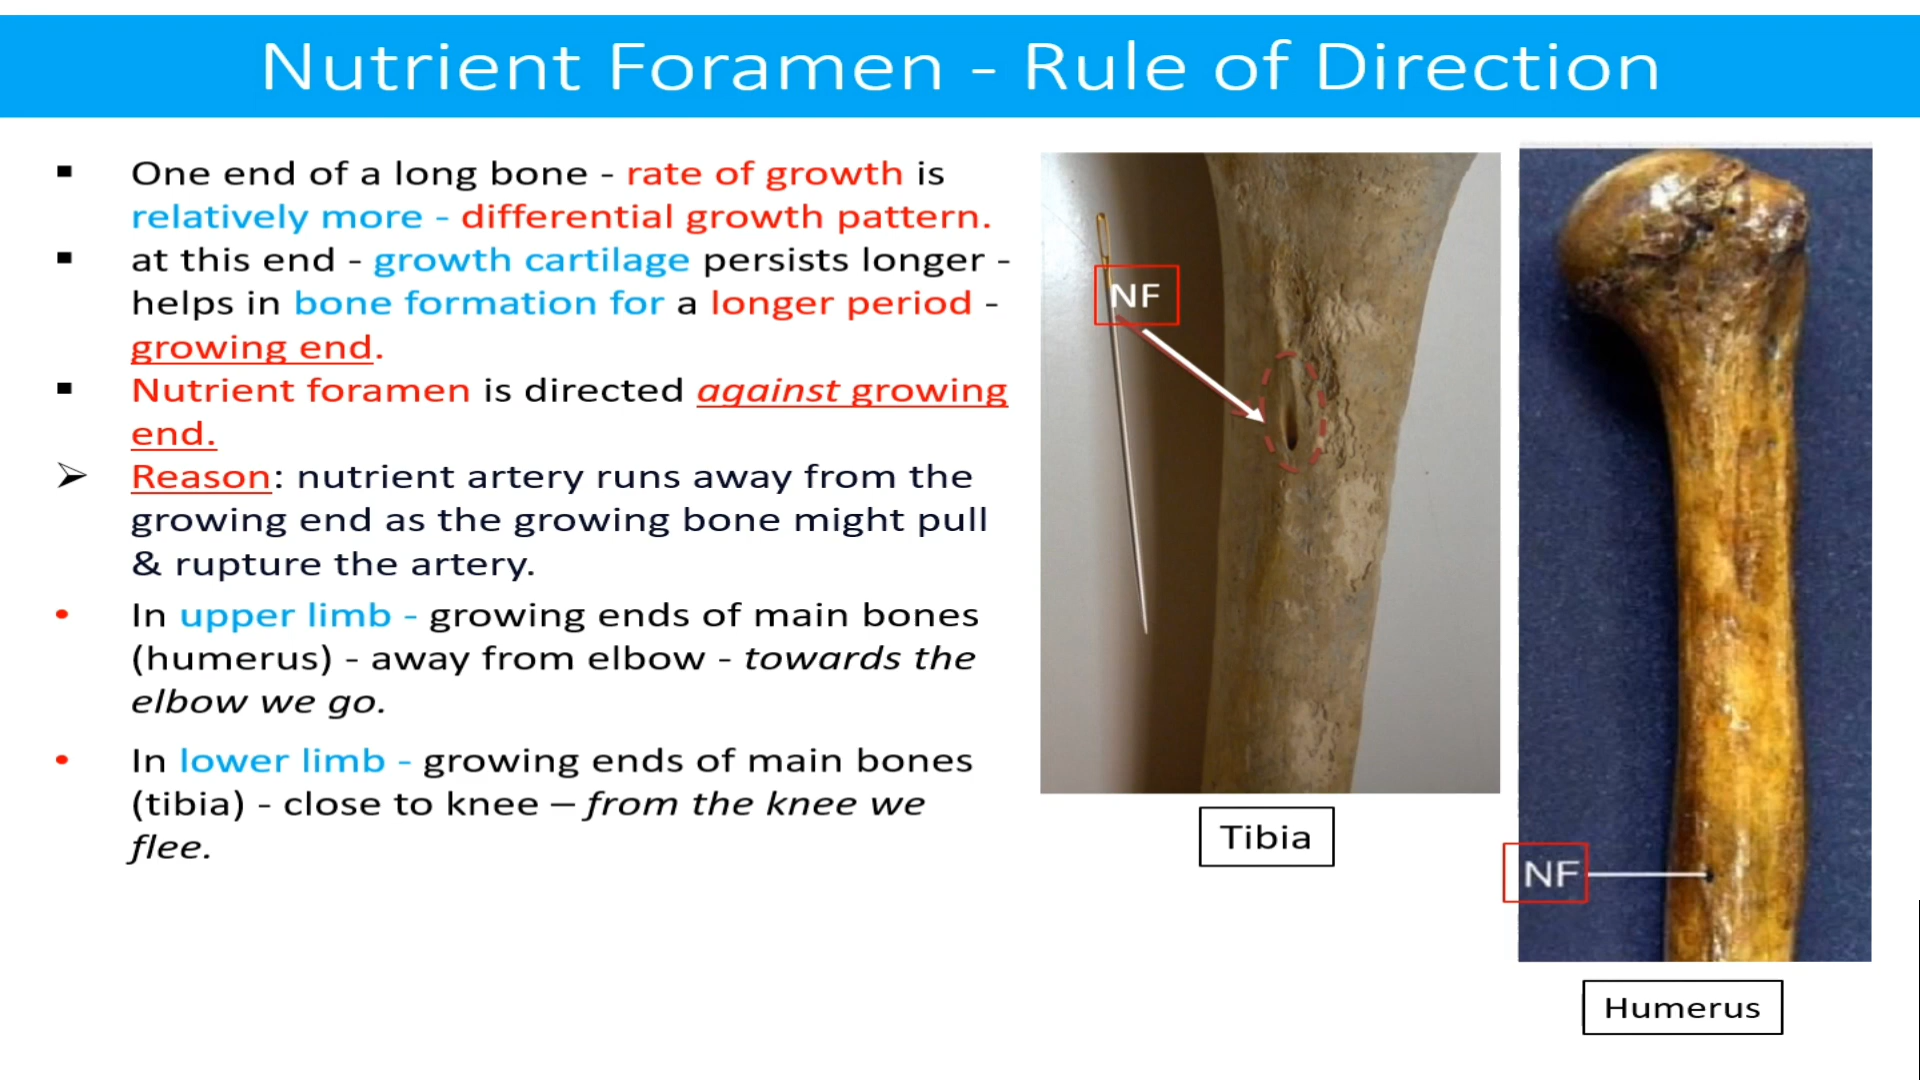 Nutrient Foramen - Rule of Direction
▪ One end of a long bone - rate of growth is
relatively more - differential growth pattern.
▪ at this end - growth cartilage persists longer -
helps in bone formation for a longer period -
growing end.
▪ Nutrient foramen is directed against growing
end.
➢ Reason: nutrient artery runs away from the
growing end as the growing bone might pull
& rupture the artery.
• In upper limb - growing ends of main bones
(humerus) - away from elbow - towards the
elbow we go.
• In lower limb - growing ends of main bones
(tibia) - close to knee – from the knee we
flee.
NF
Tibia
NF
Humerus